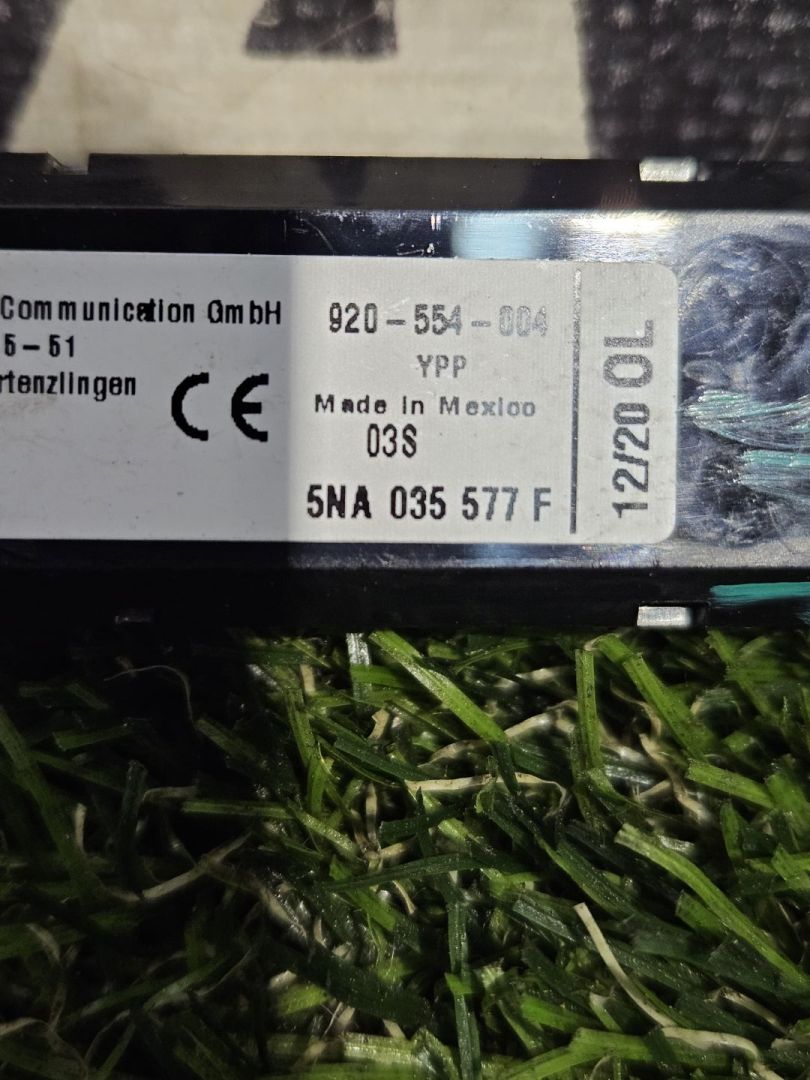 Communication GmbH
5-51
rtenzlingen
CE
920-554-004
YPP
Made in Mexico
03S
5NA 035 577 F
12/20 OL